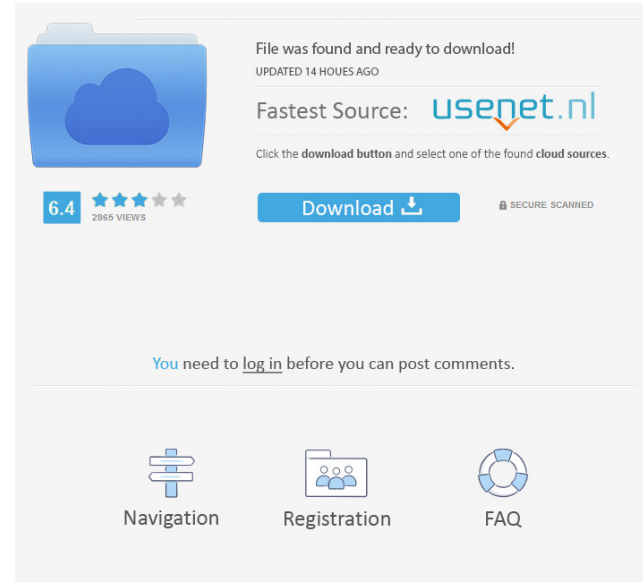 File was found and ready to download!
UPDATED 14 HOUES AGO
Fastest Source: usenet.nl
Click the download button and select one of the found cloud sources.
6.4
2865 VIEWS
Download
SECURE SCANNED
You need to log in before you can post comments.
Navigation
Registration
FAQ